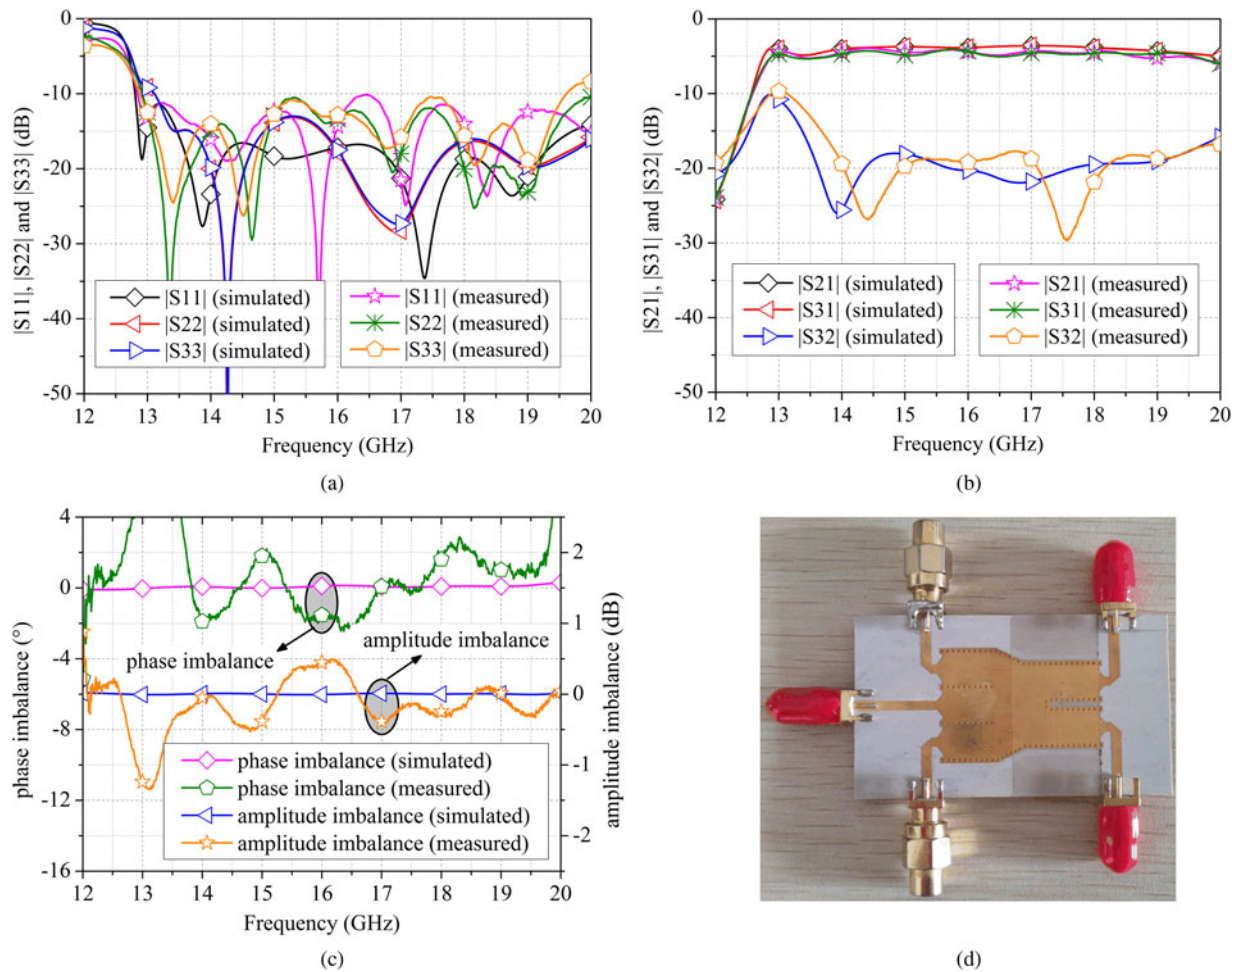 0
-10
-20
-30
-40
-50
|S11|, |S22| and |S33| (dB)
|S11| (simulated)
|S22| (simulated)
|S33| (simulated)
|S11| (measured)
|S22| (measured)
|S33| (measured)
12 13 14 15 16 17 18 19 20
Frequency (GHz)
(a)
0
-10
-20
-30
-40
-50
|S21|, |S31| and |S32| (dB)
|S21| (simulated)
|S31| (simulated)
|S32| (simulated)
|S21| (measured)
|S31| (measured)
|S32| (measured)
12 13 14 15 16 17 18 19 20
Frequency (GHz)
(b)
4
0
-4
-8
-12
-16
phase imbalance (°)
2
1
0
-1
-2
amplitude imbalance (dB)
amplitude imbalance
phase imbalance
phase imbalance (simulated)
phase imbalance (measured)
amplitude imbalance (simulated)
amplitude imbalance (measured)
12 13 14 15 16 17 18 19 20
Frequency (GHz)
(c)
(d)